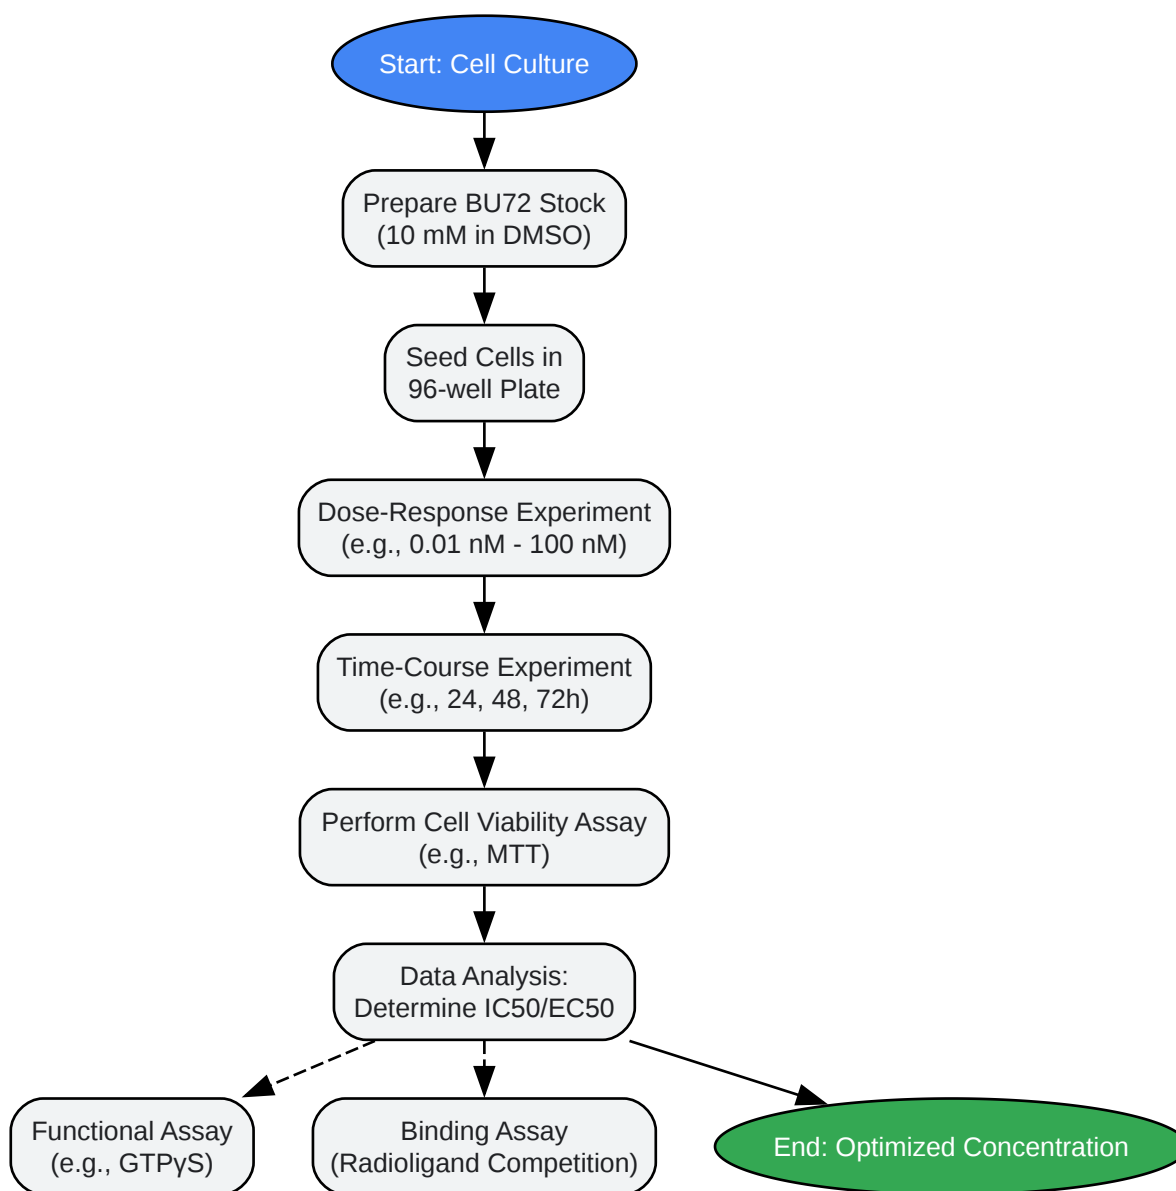 Start: Cell Culture
Prepare BU72 Stock
(10 mM in DMSO)
Seed Cells in
96-well Plate
Dose-Response Experiment
(e.g., 0.01 nM - 100 nM)
Time-Course Experiment
(e.g., 24, 48, 72h)
Perform Cell Viability Assay
(e.g., MTT)
Data Analysis:
Determine IC50/EC50
Functional Assay
(e.g., GTPγS)
Binding Assay
(Radioligand Competition)
End: Optimized Concentration